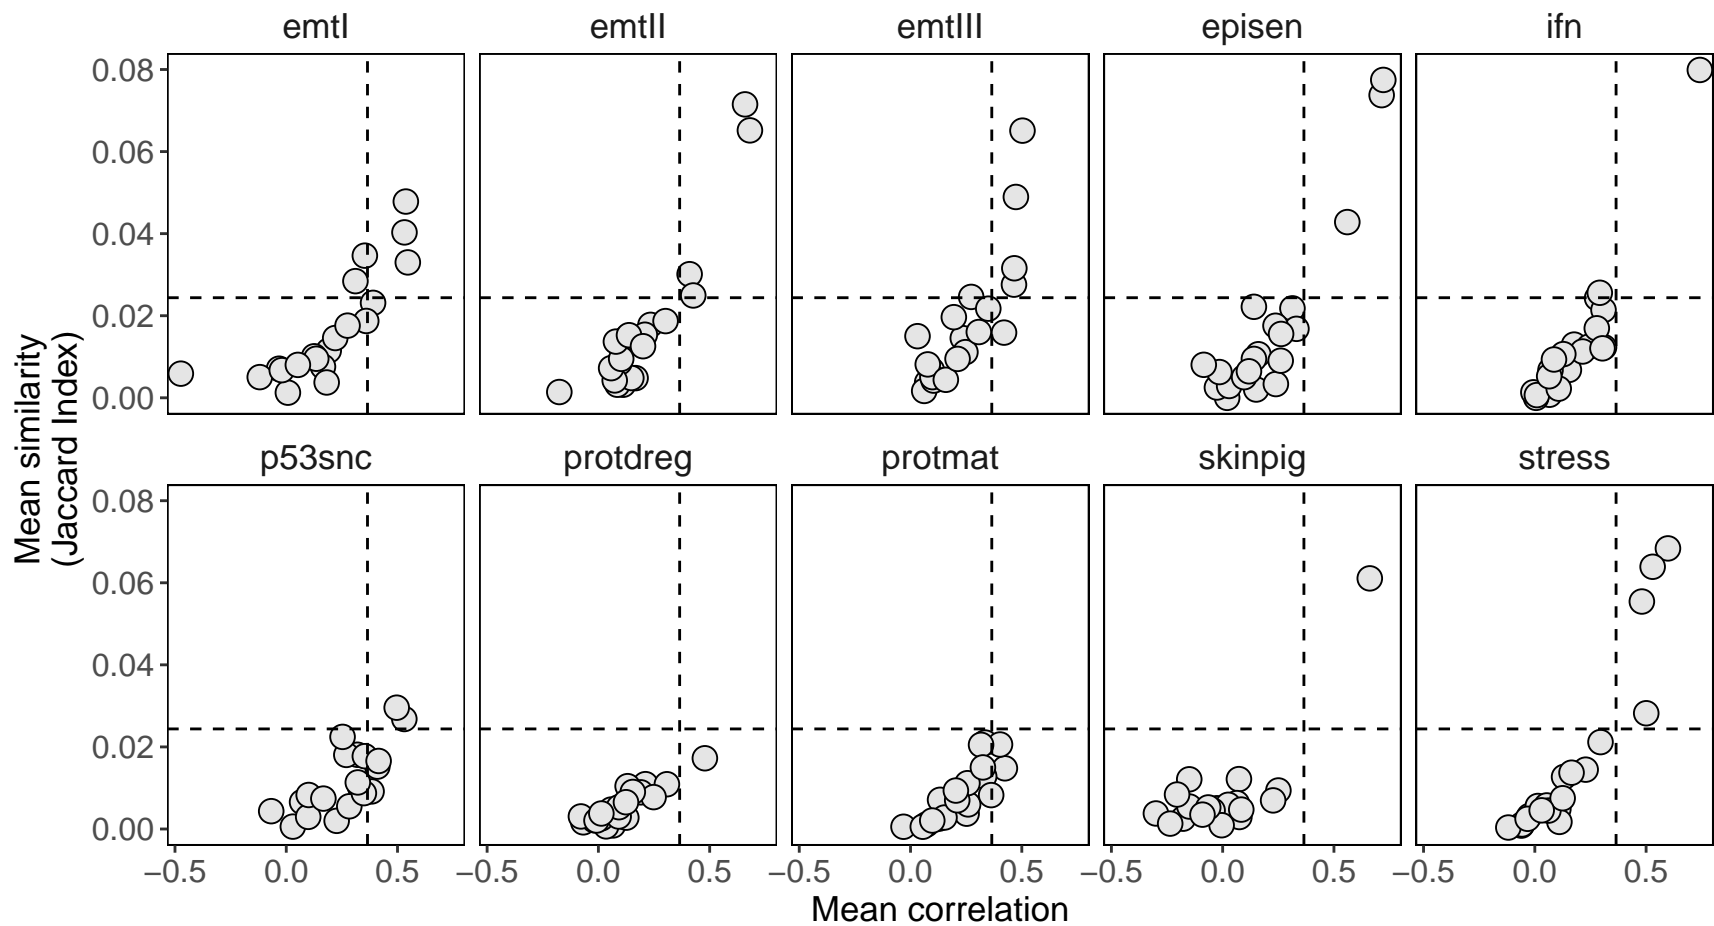 emtI emtII emtIII episen ifn
0.08
0.06
0.04
0.02
0.00
p53snc protdreg protmat skinpig stress
0.08
0.06
0.04
0.02
0.00
Mean similarity
(Jaccard Index)
−0.5 0.0 0.5 −0.5 0.0 0.5 −0.5 0.0 0.5 −0.5 0.0 0.5 −0.5 0.0 0.5
Mean correlation